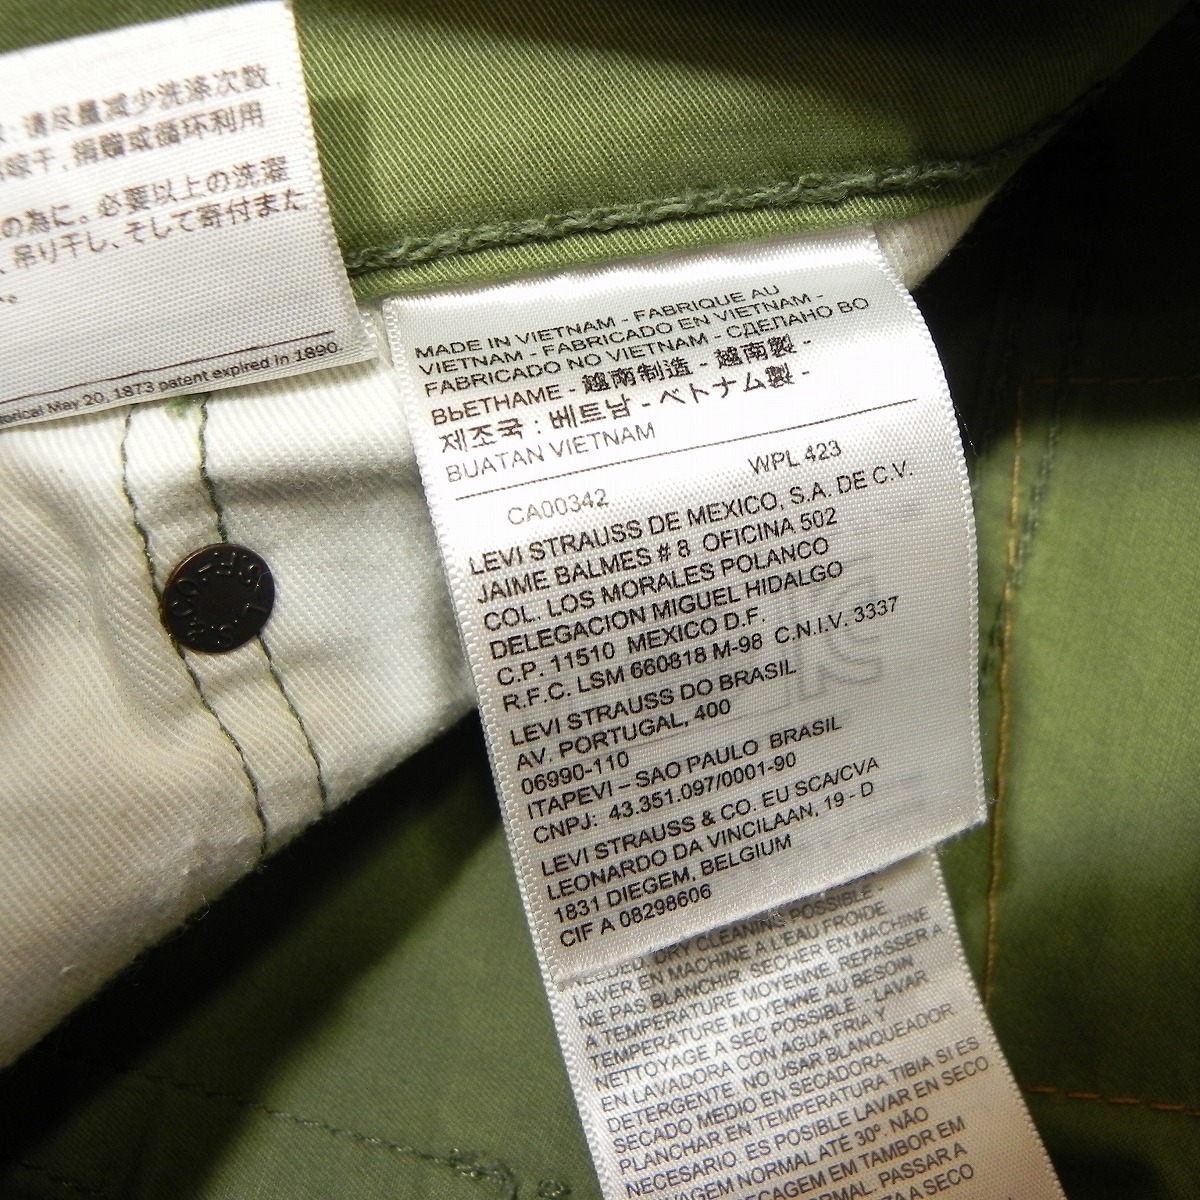 请尽量减少洗涤次数.
晾干, 捐赠或循环利用
の為に。必要以上の洗濯
、吊り干し、そして寄付また
May 20, 1873 patent expired in 1890.
MADE IN VIETNAM - FABRIQUE AU
VIETNAM - FABRICADO EN VIETNAM -
FABRICADO NO VIETNAM - СДЕЛАНО ВО
ВЬЕТНАМЕ - 越南制造 - 越南製 -
제조국 : 베트남 - ベトナム製 -
BUATAN VIETNAM
CA00342 WPL 423
LEVI STRAUSS DE MEXICO, S.A. DE C.V.
JAIME BALMES # 8 OFICINA 502
COL. LOS MORALES POLANCO
DELEGACION MIGUEL HIDALGO
C.P. 11510 MEXICO D.F.
R.F.C. LSM 660818 M-98 C.N.I.V. 3337
LEVI STRAUSS DO BRASIL
AV. PORTUGAL, 400
06990-110
ITAPEVI – SAO PAULO BRASIL
CNPJ: 43.351.097/0001-90
LEVI STRAUSS & CO. EU SCA/CVA
LEONARDO DA VINCILAAN, 19 - D
1831 DIEGEM, BELGIUM
CIF A 08298606
DRY CLEANING POSSIBLE -
LAVER EN MACHINE A L'EAU FROIDE
NE PAS BLANCHIR. SECHER EN MACHINE
A TEMPERATURE MOYENNE. REPASSER A
TEMPERATURE MOYENNE AU BESOIN
NETTOYAGE A SEC POSSIBLE - LAVAR
EN LAVADORA CON AGUA FRIA Y
DETERGENTE. NO USAR BLANQUEADOR
SECADO MEDIO EN SECADORA.
PLANCHAR EN TEMPERATURA TIBIA SI ES
NECESARIO. ES POSIBLE LAVAR EN SECO
NORMAL ATÉ 30º NÃO
EM TAMBOR EM
PASSAR A
A SECO
L.S. & CO. - S.F.